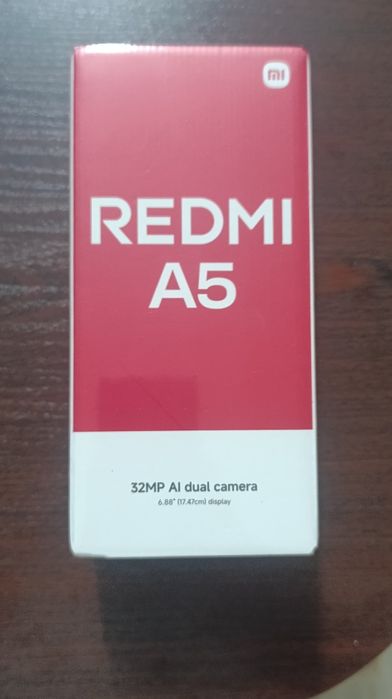 mi
REDMI
A5
32MP AI dual camera
6.88" (17.47cm) display